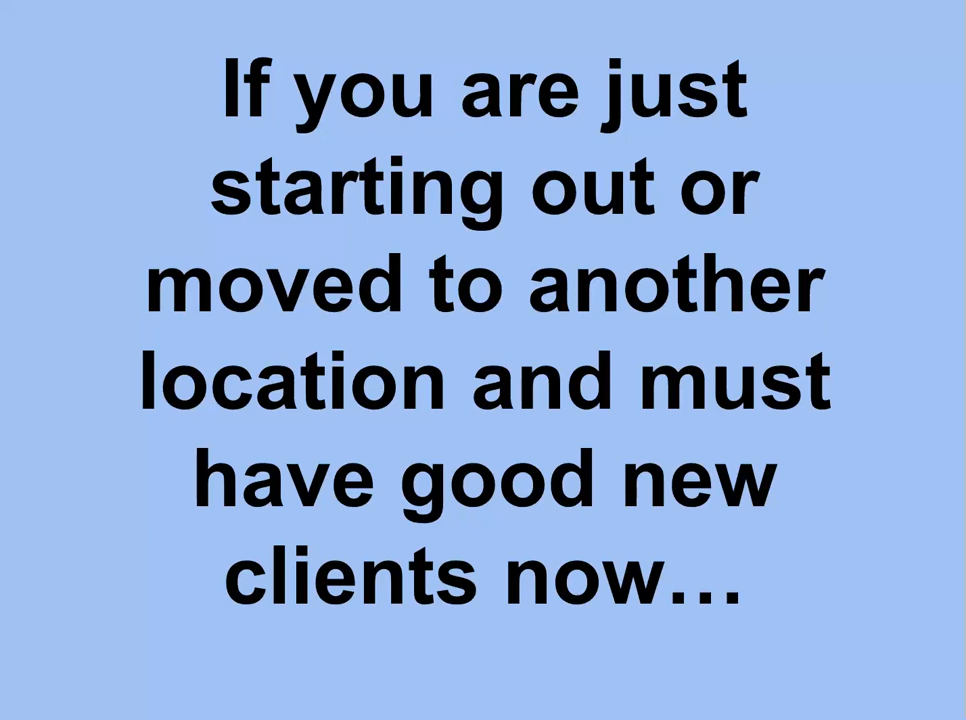 If you are just
starting out or
moved to another
location and must
have good new
clients now…